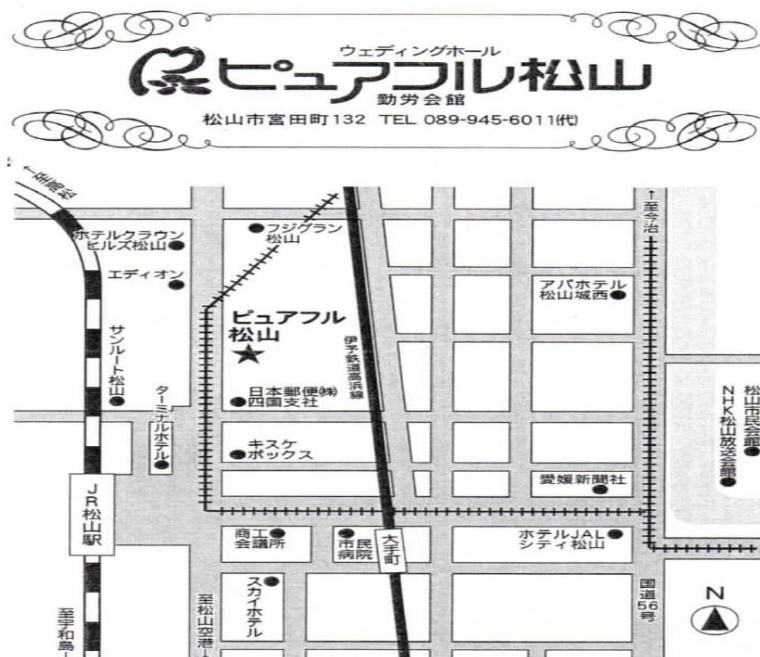 ウェディングホール
ピュアフル松山
勤労会館
松山市宮田町132 TEL 089-945-6011㈹
↑至高松
↑至今治
ホテルクラウン
ヒルズ松山
フジグラン
松山
エディオン
アパホテル
松山城西
ピュアフル
松山
サンルート松山
伊予鉄道高浜線
日本郵便㈱
四国支社
ターミナルホテル
松山市民会館
NHK松山放送会館
キスケ
ボックス
愛媛新聞社
JR松山駅
商工
会議所
市民
病院
大手町
ホテルJAL
シティ松山
スカイホテル
国道56号
N
至宇和島↓
至松山空港↓